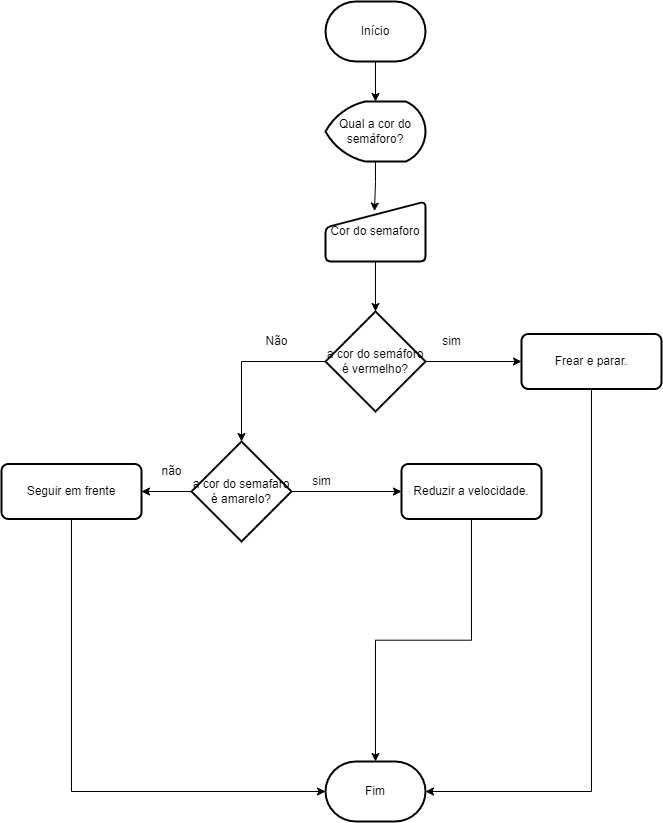 Início
Qual a cor do
semáforo?
Cor do semaforo
Não
sim
a cor do semáforo
é vermelho?
Frear e parar.
não
sim
Seguir em frente
a cor do semafaro
é amarelo?
Reduzir a velocidade.
Fim